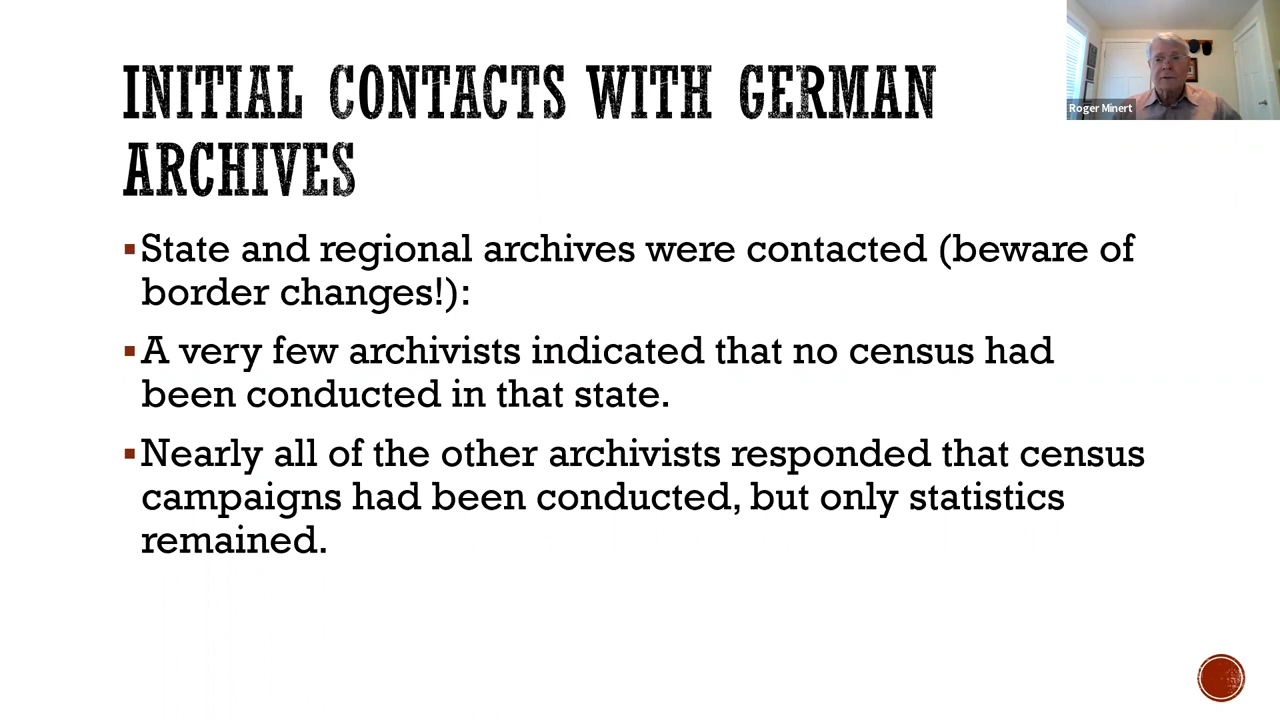 INITIAL CONTACTS WITH GERMAN
ARCHIVES
Roger Minert
▪State and regional archives were contacted (beware of
border changes!):
▪A very few archivists indicated that no census had
been conducted in that state.
▪Nearly all of the other archivists responded that census
campaigns had been conducted, but only statistics
remained.